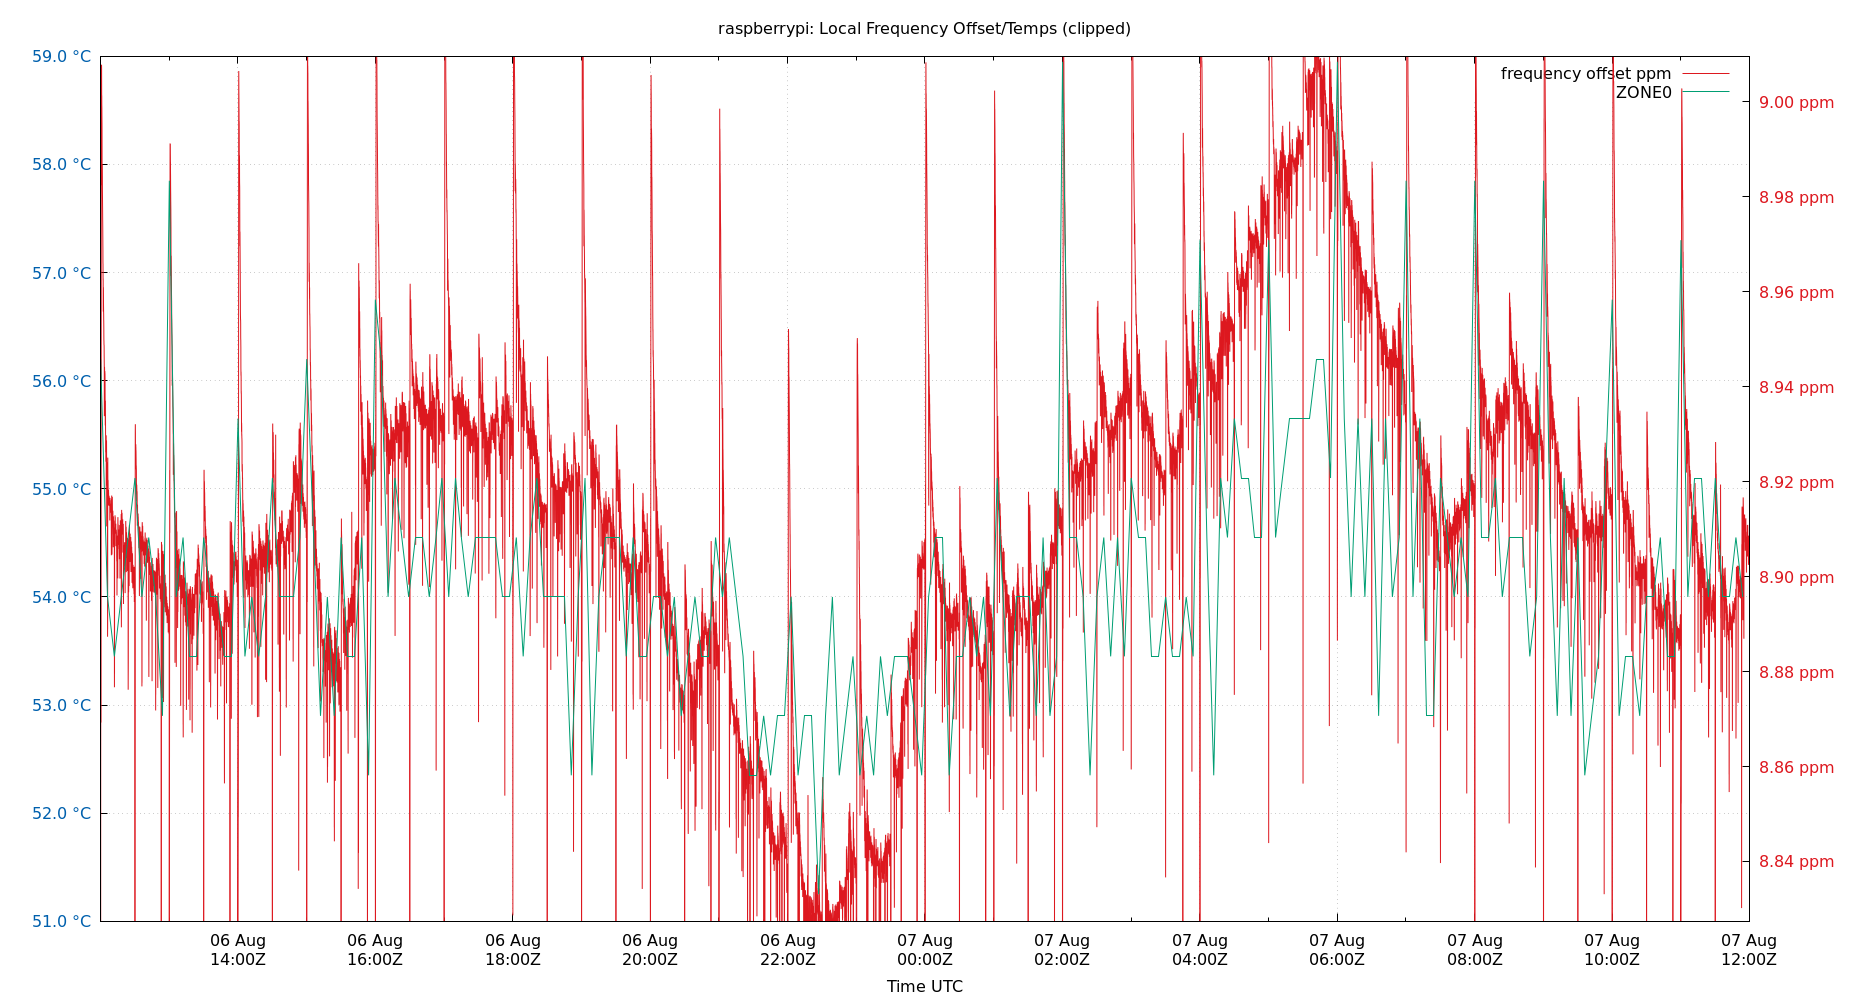 raspberrypi: Local Frequency Offset/Temps (clipped)
frequency offset ppm
ZONE0
59.0 °C
58.0 °C
57.0 °C
56.0 °C
55.0 °C
54.0 °C
53.0 °C
52.0 °C
51.0 °C
9.00 ppm
8.98 ppm
8.96 ppm
8.94 ppm
8.92 ppm
8.90 ppm
8.88 ppm
8.86 ppm
8.84 ppm
06 Aug
14:00Z
06 Aug
16:00Z
06 Aug
18:00Z
06 Aug
20:00Z
06 Aug
22:00Z
07 Aug
00:00Z
07 Aug
02:00Z
07 Aug
04:00Z
07 Aug
06:00Z
07 Aug
08:00Z
07 Aug
10:00Z
07 Aug
12:00Z
Time UTC